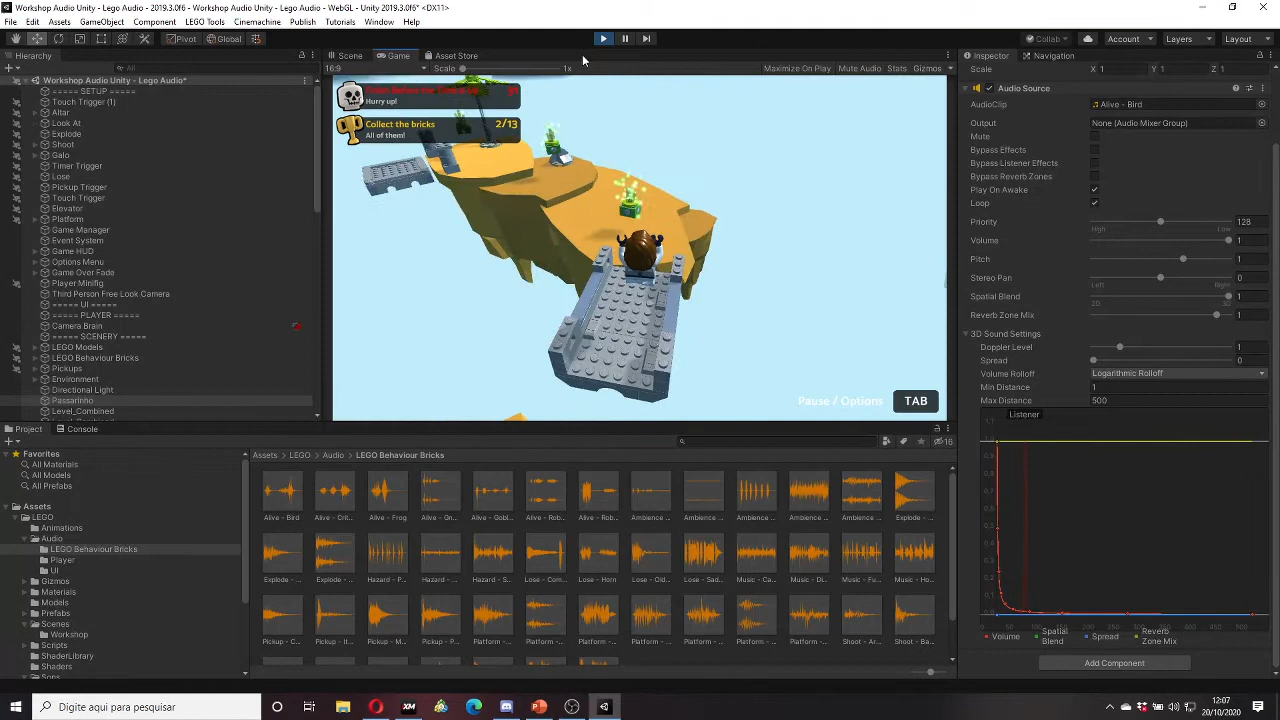 Workshop Audio Unity - Lego Audio - 2019.3.0f6 - Workshop Audio Unity - WebGL - 2019.3.0f6* <DX11>
File Edit Assets GameObject Component LEGO Tools Cinemachine Publish Tutorials Window Help
Pivot Global Collab Account Layers Layout
Hierarchy Scene Game Asset Store Inspector Navigation
All 16:9 Scale 1x Maximize On Play Mute Audio Stats Gizmos
Workshop Audio Unity - Lego Audio*
===== SETUP =====
Touch Trigger (1)
Altar
Look At
Explode
Shoot
Galo
Timer Trigger
Lose
Pickup Trigger
Touch Trigger
Elevator
Platform
Game Manager
Event System
Game HUD
Options Menu
Game Over Fade
Player Minifig
Third Person Free Look Camera
===== UI =====
===== PLAYER =====
Camera Brain
===== SCENERY =====
LEGO Models
LEGO Behaviour Bricks
Pickups
Environment
Directional Light
Passarinho
Level_Combined
Hurry up!
Collect the bricks 2/13
All of them!
Pause / Options TAB
Scale X 1 Y 1 Z 1
Audio Source
AudioClip Alive - Bird
Output None (Audio Mixer Group)
Mute
Bypass Effects
Bypass Listener Effects
Bypass Reverb Zones
Play On Awake
Loop
Priority 128
High Low
Volume 1
Pitch 1
Stereo Pan 0
Left Right
Spatial Blend 1
2D 3D
Reverb Zone Mix 1
3D Sound Settings
Doppler Level 1
Spread 0
Volume Rolloff Logarithmic Rolloff
Min Distance 1
Max Distance 500
Listener
Volume Spatial Blend Spread Reverb Zone Mix
Add Component
Project Console
16
Favorites
All Materials
All Models
All Prefabs
Assets
LEGO
Animations
Audio
LEGO Behaviour Bricks
Player
UI
Gizmos
Materials
Models
Prefabs
Scenes
Workshop
Scripts
ShaderLibrary
Shaders
Sons
Assets > LEGO > Audio > LEGO Behaviour Bricks
Alive - Bird Alive - Crit... Alive - Frog Alive - Gn... Alive - Gobl... Alive - Rob... Alive - Rob... Ambience ... Ambience ... Ambience ... Ambience ... Ambience ... Explode - ...
Explode - ... Explode - ... Hazard - P... Hazard - ... Hazard - S... Lose - Com... Lose - Horn Lose - Old... Lose - Sad... Music - Ca... Music - Di... Music - Fu... Music - Ho...
Pickup - C... Pickup - It... Pickup - M... Pickup - P... Platform - ... Platform - ... Platform - ... Platform - ... Platform - ... Platform - ... Platform - ... Shoot - Ar... Shoot - Ba...
Digite aqui para pesquisar
12:07
20/10/2020